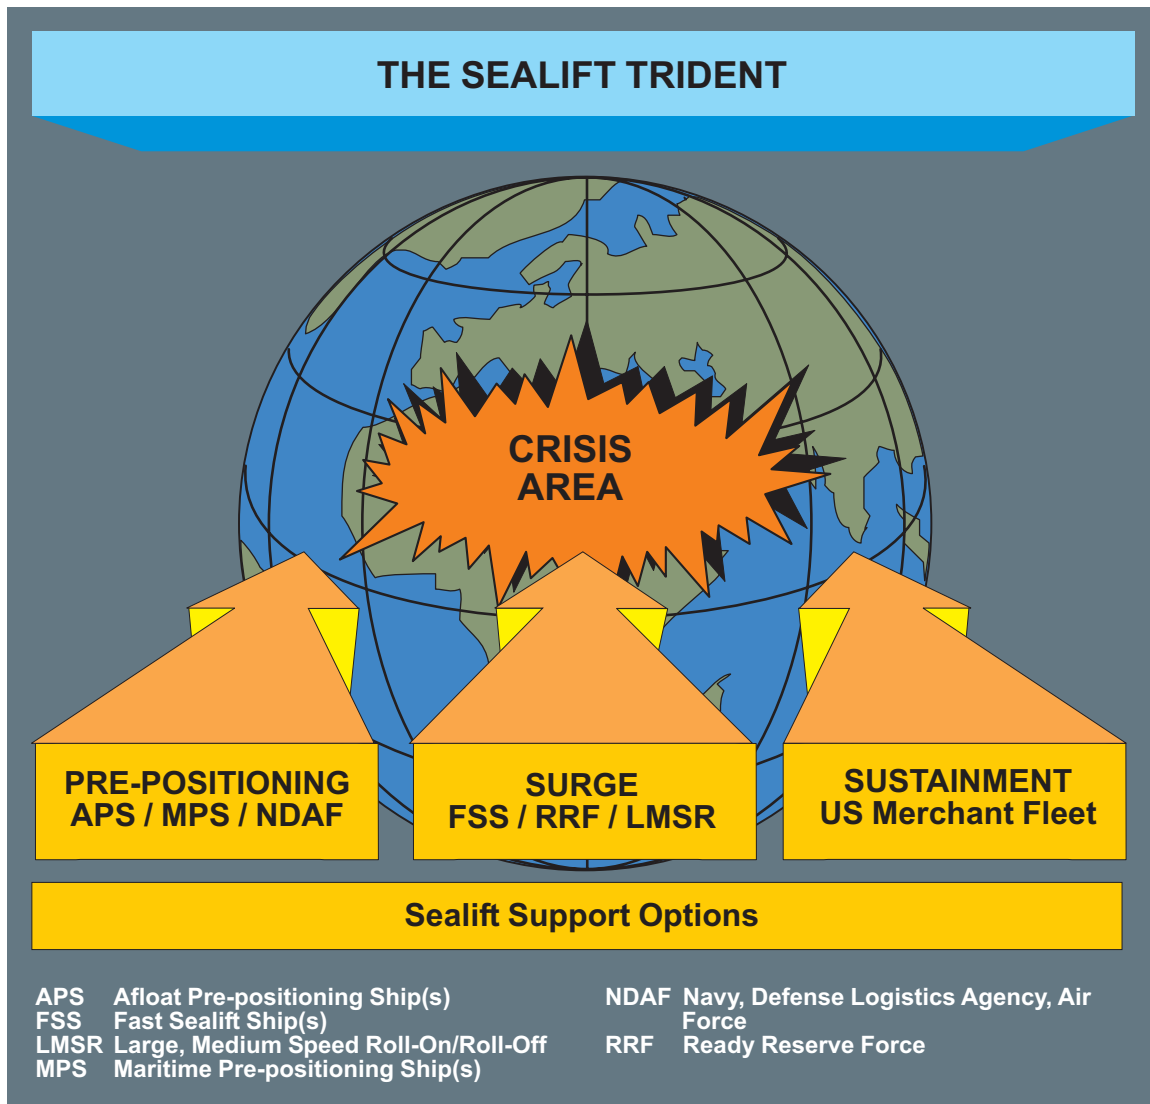 THE SEALIFT TRIDENT
CRISIS
AREA
PRE-POSITIONING
APS / MPS / NDAF
SURGE
FSS / RRF / LMSR
SUSTAINMENT
US Merchant Fleet
Sealift Support Options
APS Afloat Pre-positioning Ship(s)
FSS Fast Sealift Ship(s)
LMSR Large, Medium Speed Roll-On/Roll-Off
MPS Maritime Pre-positioning Ship(s)
NDAF Navy, Defense Logistics Agency, Air
Force
RRF Ready Reserve Force